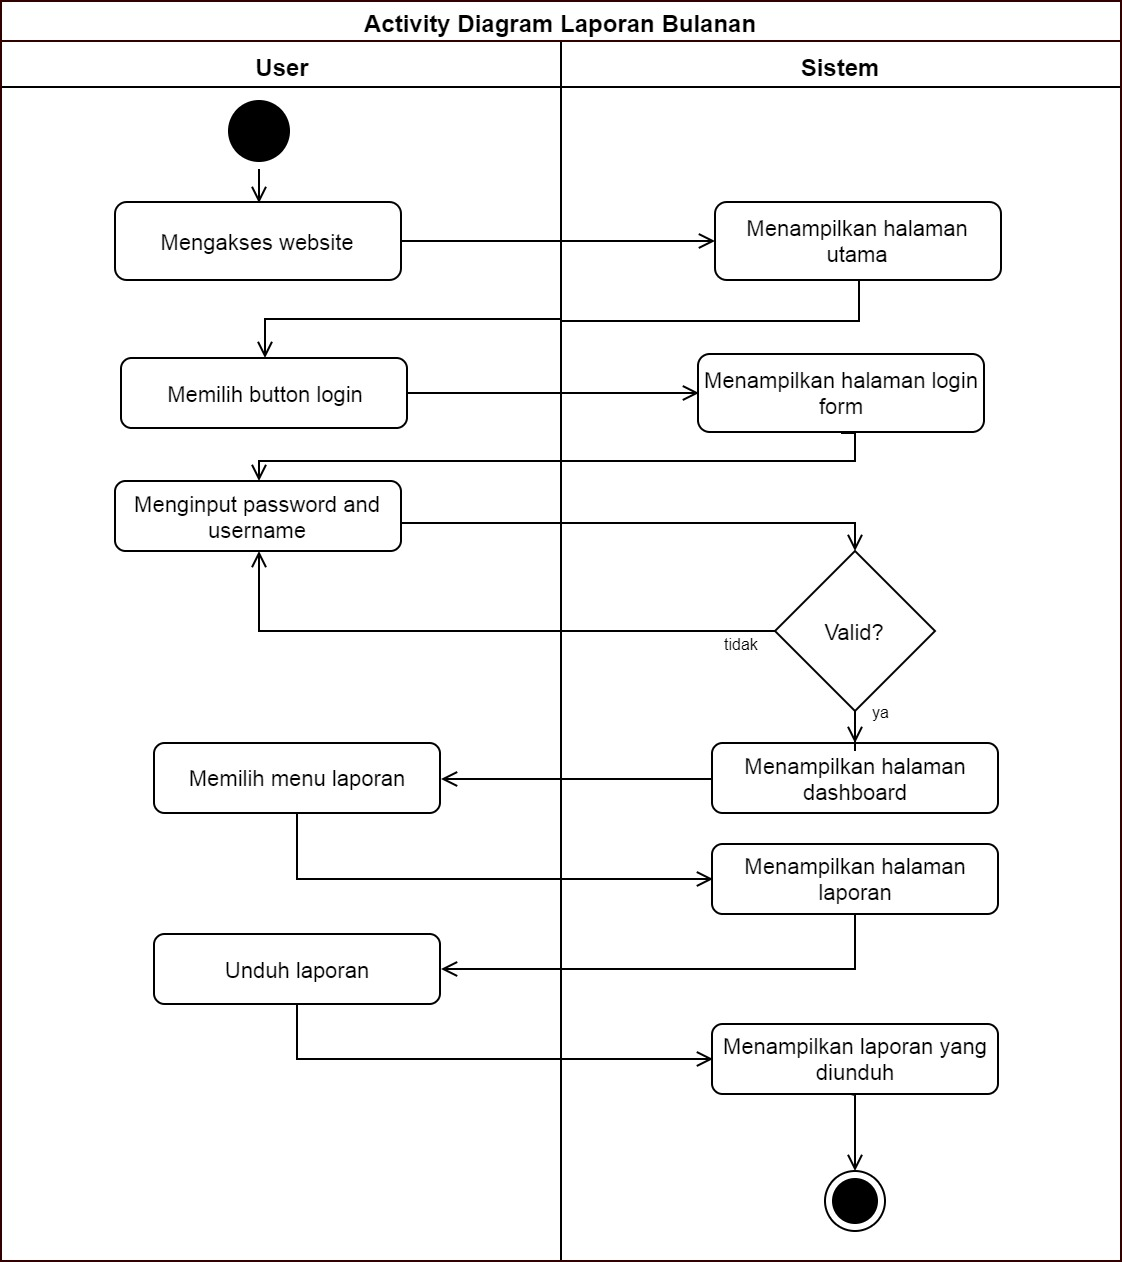 Activity Diagram Laporan Bulanan
User
Sistem
Mengakses website
Menampilkan halaman
utama
Memilih button login
Menampilkan halaman login
form
Menginput password and
username
Valid?
tidak
ya
Memilih menu laporan
Menampilkan halaman
dashboard
Menampilkan halaman
laporan
Unduh laporan
Menampilkan laporan yang
diunduh